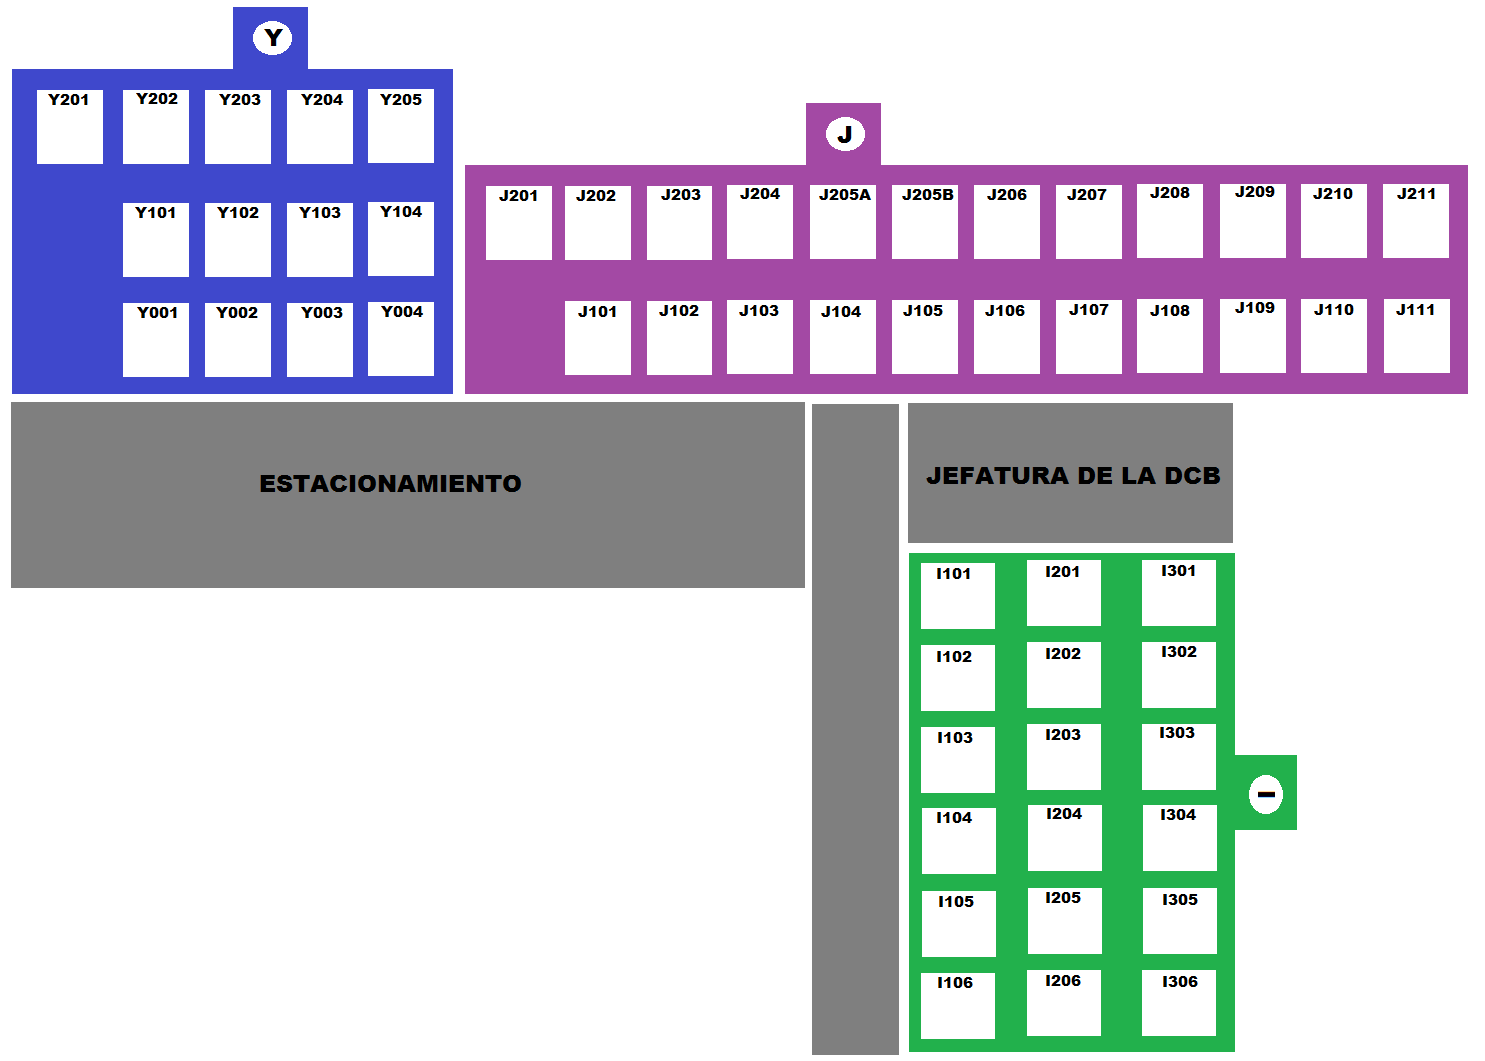 Y
Y201 Y202 Y203 Y204 Y205
Y101 Y102 Y103 Y104
Y001 Y002 Y003 Y004
J
J201 J202 J203 J204 J205A J205B J206 J207 J208 J209 J210 J211
J101 J102 J103 J104 J105 J106 J107 J108 J109 J110 J111
ESTACIONAMIENTO
JEFATURA DE LA DCB
I101 I201 I301
I102 I202 I302
I103 I203 I303
I
I104 I204 I304
I105 I205 I305
I106 I206 I306